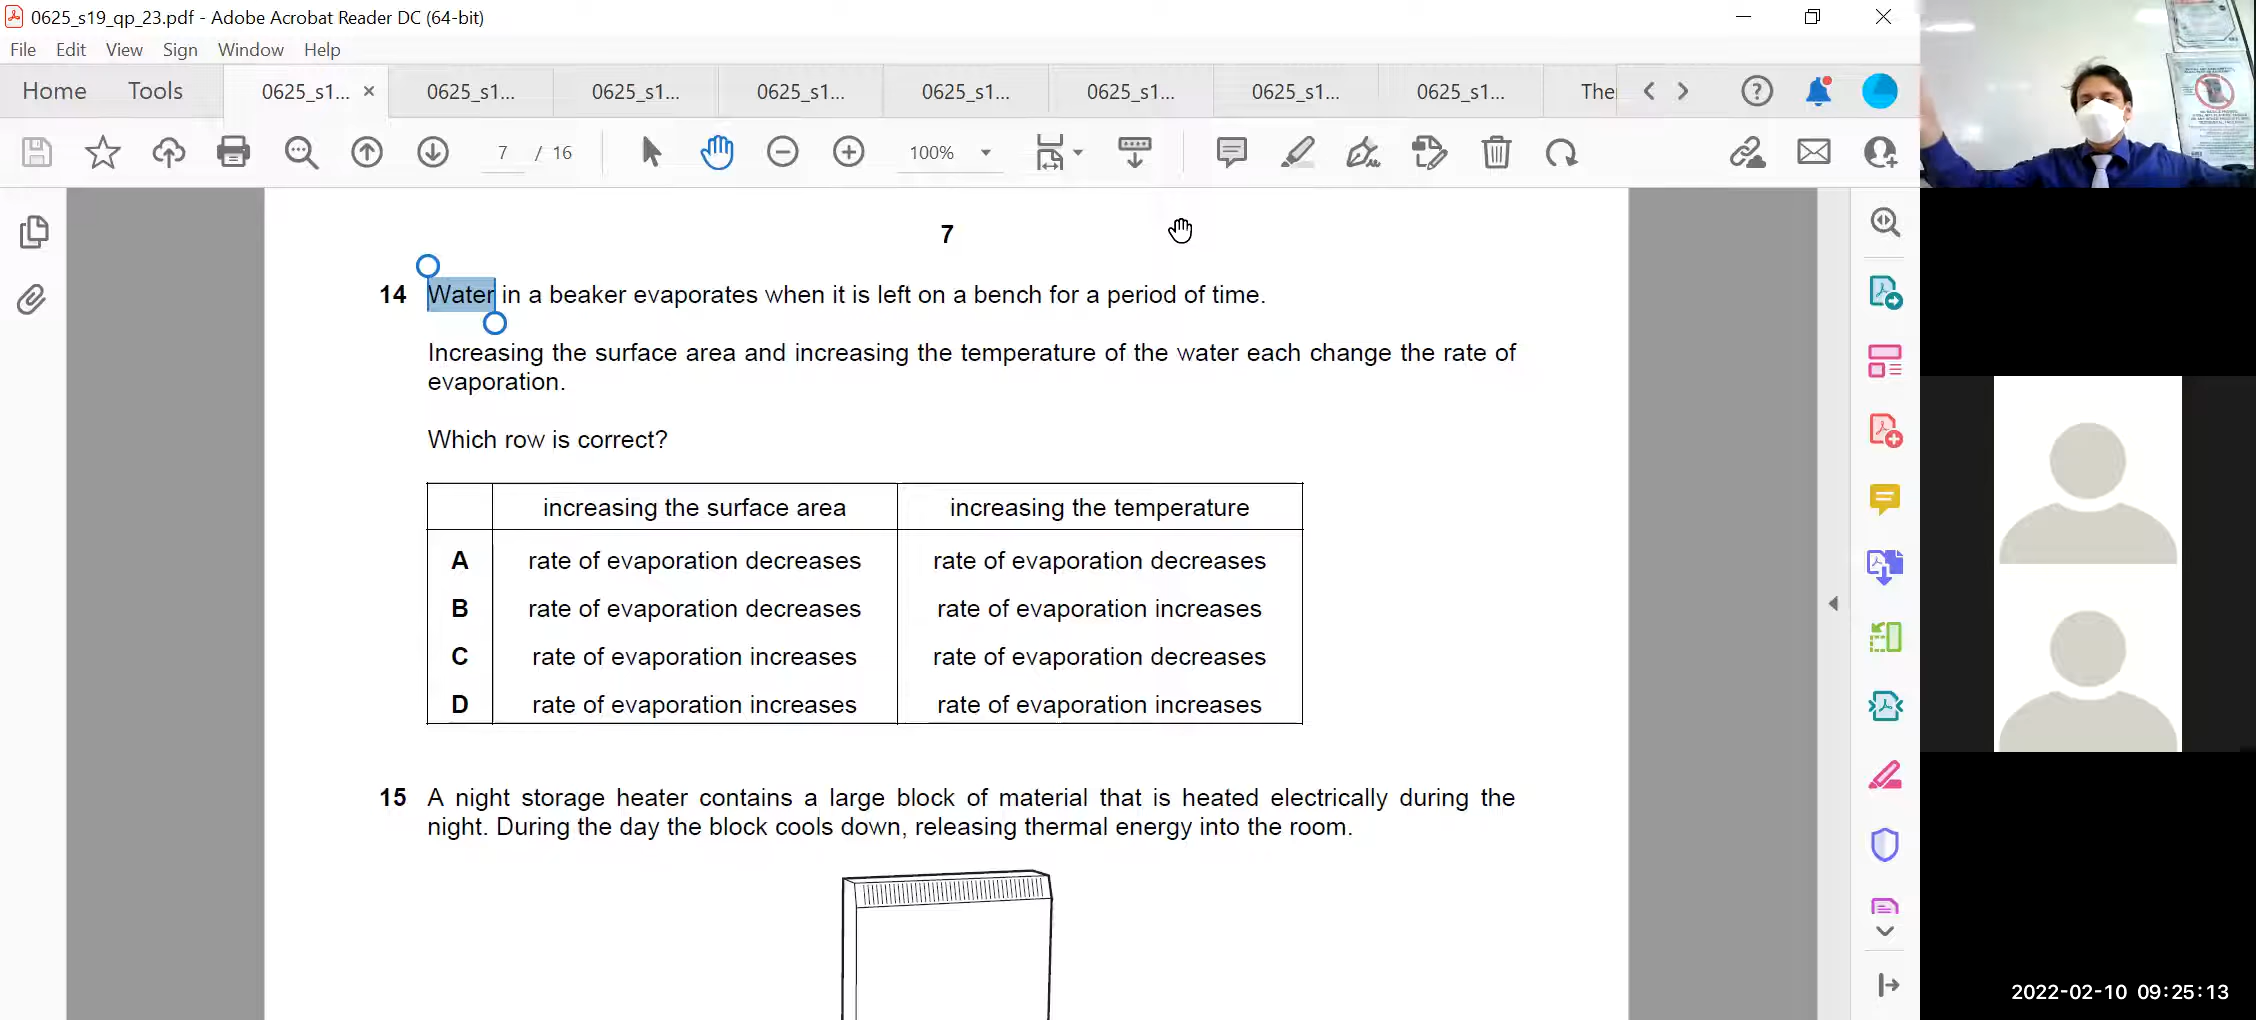 0625_s19_qp_23.pdf - Adobe Acrobat Reader DC (64-bit)
File Edit View Sign Window Help
Home Tools 0625_s1... × 0625_s1... 0625_s1... 0625_s1... 0625_s1... 0625_s1... 0625_s1... 0625_s1... The
7 / 16 100%
7
14 Water in a beaker evaporates when it is left on a bench for a period of time.
Increasing the surface area and increasing the temperature of the water each change the rate of
evaporation.
Which row is correct?
increasing the surface area increasing the temperature
A rate of evaporation decreases rate of evaporation decreases
B rate of evaporation decreases rate of evaporation increases
C rate of evaporation increases rate of evaporation decreases
D rate of evaporation increases rate of evaporation increases
15 A night storage heater contains a large block of material that is heated electrically during the
night. During the day the block cools down, releasing thermal energy into the room.
2022-02-10 09:25:13